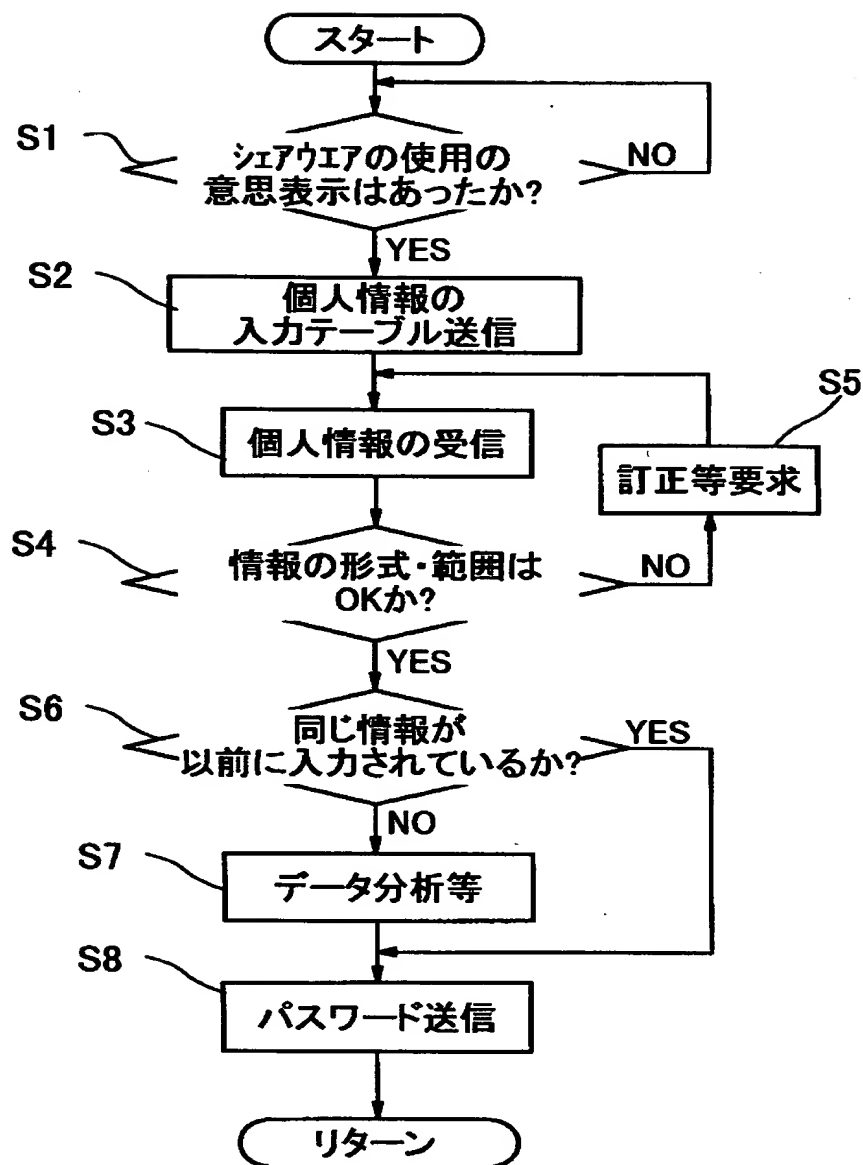 スタート
S1
シェアウエアの使用の
意思表示はあったか?
NO
YES
S2
個人情報の
入力テーブル送信
S3
個人情報の受信
S5
訂正等要求
S4
情報の形式・範囲は
OKか?
NO
YES
S6
同じ情報が
以前に入力されているか?
YES
NO
S7
データ分析等
S8
パスワード送信
リターン